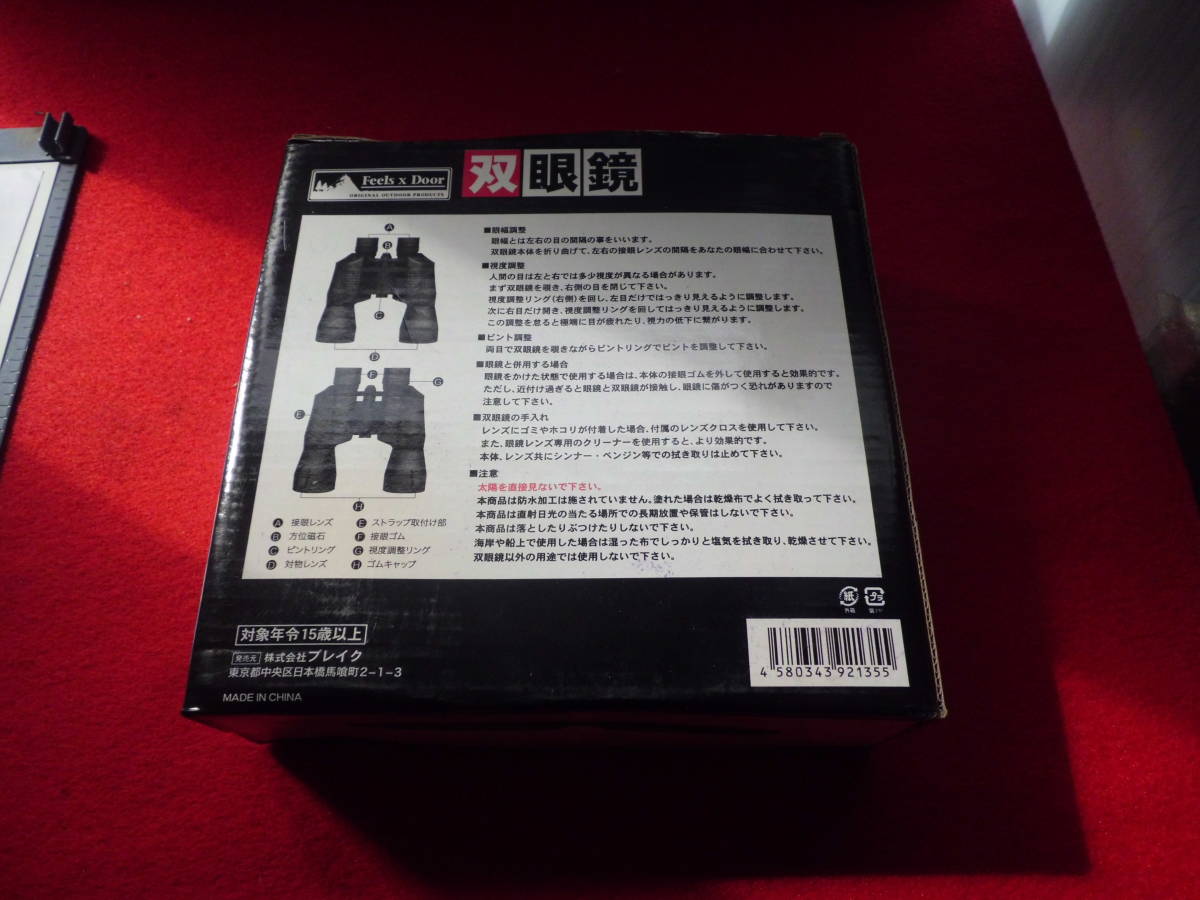 Feels x Door
ORIGINAL OUTDOOR PRODUCTS
双眼鏡
A
B
C
D
F
G
E
H
A 接眼レンズ E ストラップ取付け部
B 方位磁石 F 接眼ゴム
C ピントリング G 視度調整リング
D 対物レンズ H ゴムキャップ
■眼幅調整
眼幅とは左右の目の間隔の事をいいます。
双眼鏡本体を折り曲げて、左右の接眼レンズの間隔をあなたの眼幅に合わせて下さい。
■視度調整
人間の目は左と右では多少視度が異なる場合があります。
まず双眼鏡を覗き、右側の目を閉じて下さい。
視度調整リング(右側)を回し、左目だけではっきり見えるように調整します。
次に右目だけ開き、視度調整リングを回してはっきり見えるように調整します。
この調整を怠ると極端に目が疲れたり、視力の低下に繋がります。
■ピント調整
両目で双眼鏡を覗きながらピントリングでピントを調整して下さい。
■眼鏡と併用する場合
眼鏡をかけた状態で使用する場合は、本体の接眼ゴムを外して使用すると効果的です。
ただし、近付け過ぎると眼鏡と双眼鏡が接触し、眼鏡に傷がつく恐れがありますので
注意して下さい。
■双眼鏡の手入れ
レンズにゴミやホコリが付着した場合、付属のレンズクロスを使用して下さい。
また、眼鏡レンズ専用のクリーナーを使用すると、より効果的です。
本体、レンズ共にシンナー・ベンジン等での拭き取りは止めて下さい。
■注意
太陽を直接見ないで下さい。
本商品は防水加工は施されていません。塗れた場合は乾燥布でよく拭き取って下さい。
本商品は直射日光の当たる場所での長期放置や保管はしないで下さい。
本商品は落としたりぶつけたりしないで下さい。
海岸や船上で使用した場合は湿った布でしっかりと塩気を拭き取り、乾燥させて下さい。
双眼鏡以外の用途では使用しないで下さい。
紙 プラ
外箱
対象年令15歳以上
発売元 株式会社ブレイク
東京都中央区日本橋馬喰町2-1-3
MADE IN CHINA
4 580343 921355